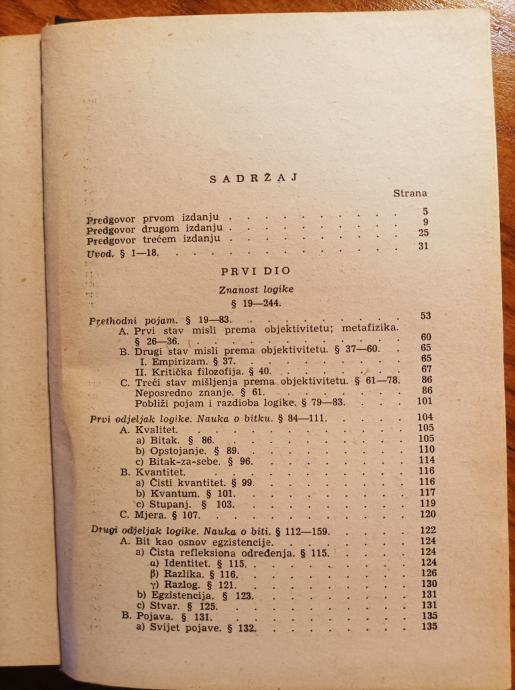 SADRŽAJ
Strana
Predgovor prvom izdanju . . . . . . . . . . 5
Predgovor drugom izdanju . . . . . . . . . . 9
Predgovor trećem izdanju . . . . . . . . . . 25
Uvod. § 1—18. . . . . . . . . . . . . 31
PRVI DIO
Znanost logike
§ 19—244.
Prethodni pojam. § 19—83. . . . . . . . . 53
A. Prvi stav misli prema objektivitetu; metafizika.
§ 26—36. . . . . . . . . . . . 60
B. Drugi stav misli prema objektivitetu. § 37—60. . . 65
I. Empirizam. § 37. . . . . . . . . 65
II. Kritička filozofija. § 40. . . . . . . . 67
C. Treći stav mišljenja prema objektivitetu. § 61—78. 86
Neposredno znanje. § 61. . . . . . . . 86
Pobliži pojam i razdioba logike. § 79—83. . . . 101
Prvi odjeljak logike. Nauka o bitku. § 84—111. . . . 104
A. Kvalitet. . . . . . . . . . . . 105
a) Bitak. § 86. . . . . . . . . . 105
b) Opstojanje. § 89. . . . . . . . . 110
c) Bitak-za-sebe. § 96. . . . . . . . 114
B. Kvantitet. . . . . . . . . . . . 116
a) Čisti kvantitet. § 99. . . . . . . . 116
b) Kvantum. § 101. . . . . . . . . 117
c) Stupanj. § 103. . . . . . . . . 119
C. Mjera. § 107. . . . . . . . . . . 120
Drugi odjeljak logike. Nauka o biti. § 112—159. . . . 122
A. Bit kao osnov egzistencije. . . . . . . . 124
a) Čista refleksiona određenja. § 115. . . . . 124
α) Identitet. § 115. . . . . . . . 124
β) Razlika. § 116. . . . . . . . 126
γ) Razlog. § 121. . . . . . . . 130
b) Egzistencija. § 123. . . . . . . . 131
c) Stvar. § 125. . . . . . . . . 131
B. Pojava. § 131. . . . . . . . . . 135
a) Svijet pojave. § 132. . . . . . . . 135